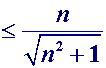 ≤ n / √(n² + 1)